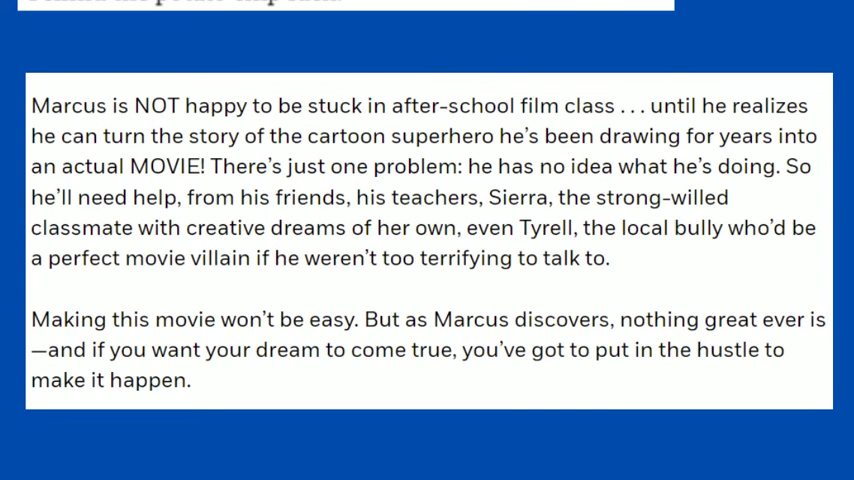 Marcus is NOT happy to be stuck in after-school film class . . . until he realizes
he can turn the story of the cartoon superhero he’s been drawing for years into
an actual MOVIE! There’s just one problem: he has no idea what he’s doing. So
he’ll need help, from his friends, his teachers, Sierra, the strong-willed
classmate with creative dreams of her own, even Tyrell, the local bully who’d be
a perfect movie villain if he weren’t too terrifying to talk to.
Making this movie won’t be easy. But as Marcus discovers, nothing great ever is
—and if you want your dream to come true, you’ve got to put in the hustle to
make it happen.